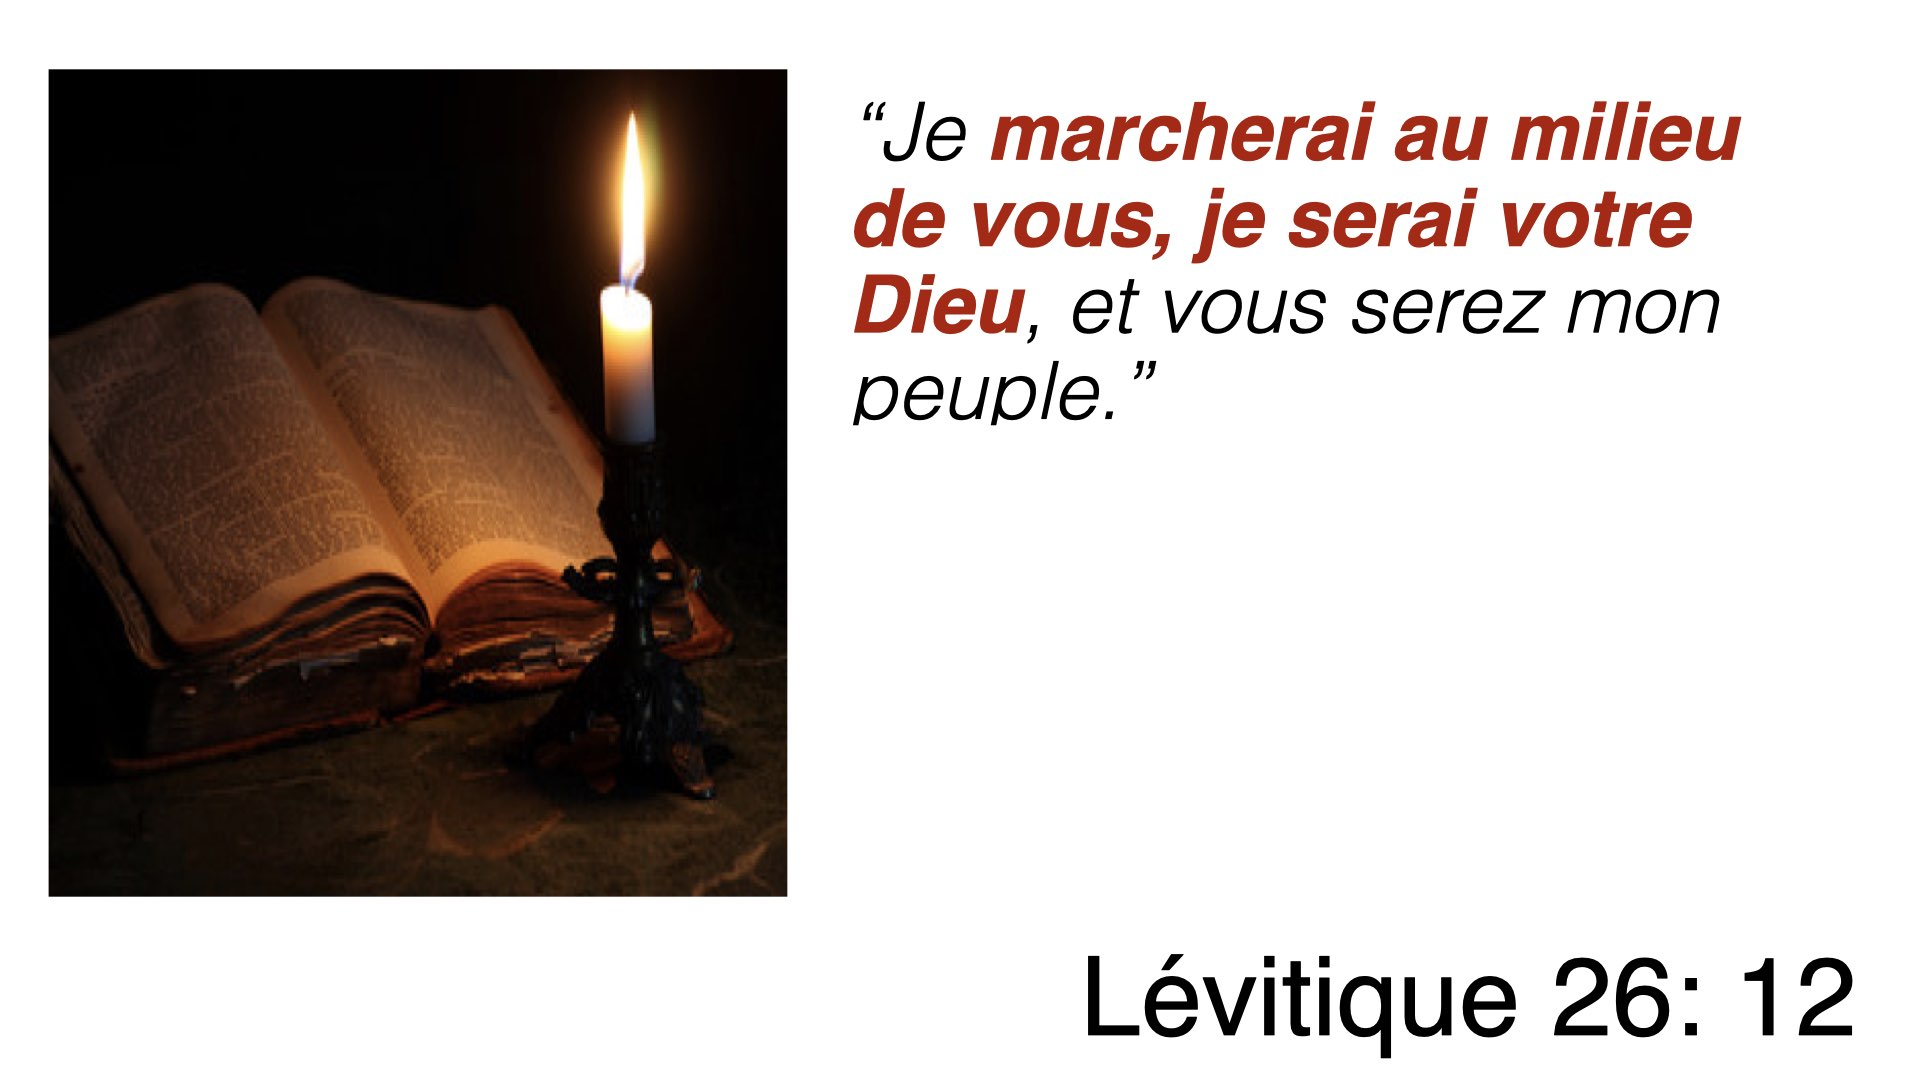 “Je marcherai au milieu
de vous, je serai votre
Dieu, et vous serez mon
peuple.”
Lévitique 26: 12